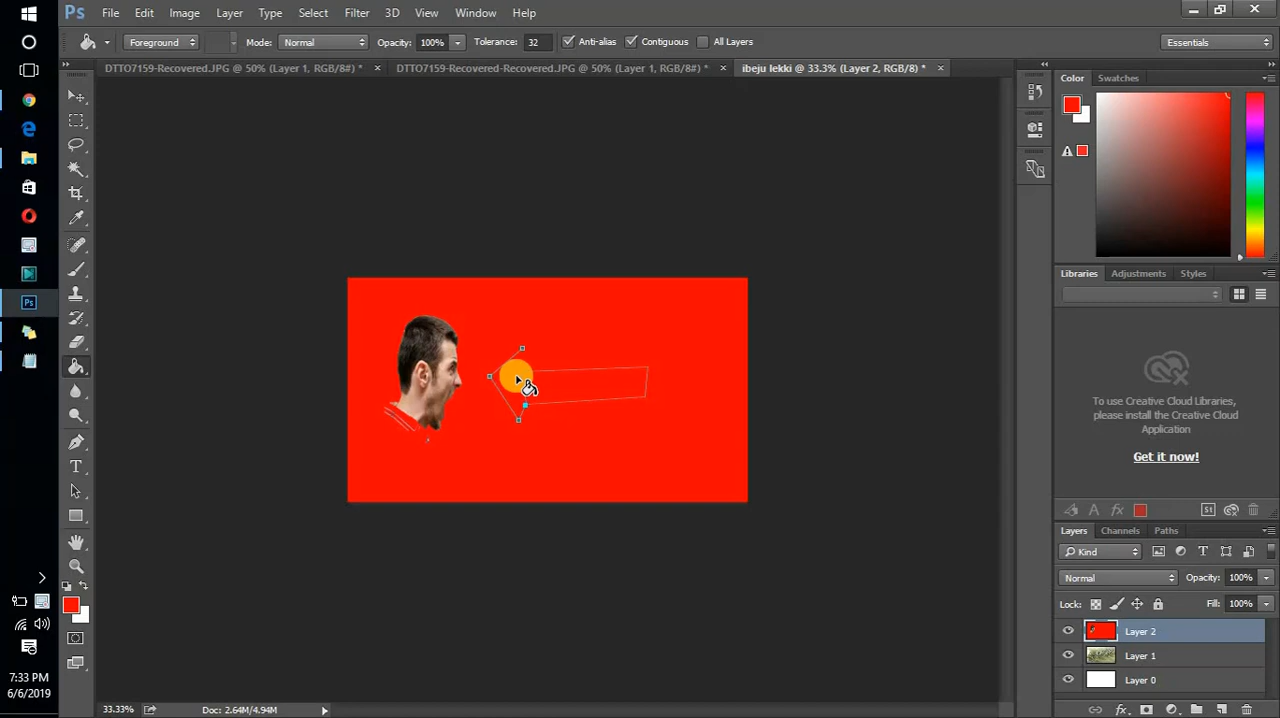 Ps File Edit Image Layer Type Select Filter 3D View Window Help
Foreground Mode: Normal Opacity: 100% Tolerance: 32 Anti-alias Contiguous All Layers Essentials
DTTO7159-Recovered.JPG @ 50% (Layer 1, RGB/8#) * × DTTO7159-Recovered-Recovered.JPG @ 50% (Layer 1, RGB/8#) * × ibeju lekki @ 33.3% (Layer 2, RGB/8) * ×
Color Swatches
Libraries Adjustments Styles
To use Creative Cloud Libraries,
please install the Creative Cloud
Application
Get it now!
Layers Channels Paths
Kind
Normal Opacity: 100%
Lock: Fill: 100%
Layer 2
Layer 1
Layer 0
33.33% Doc: 2.64M/4.94M
Ps
7:33 PM
6/6/2019
T
fx
A fx St
T